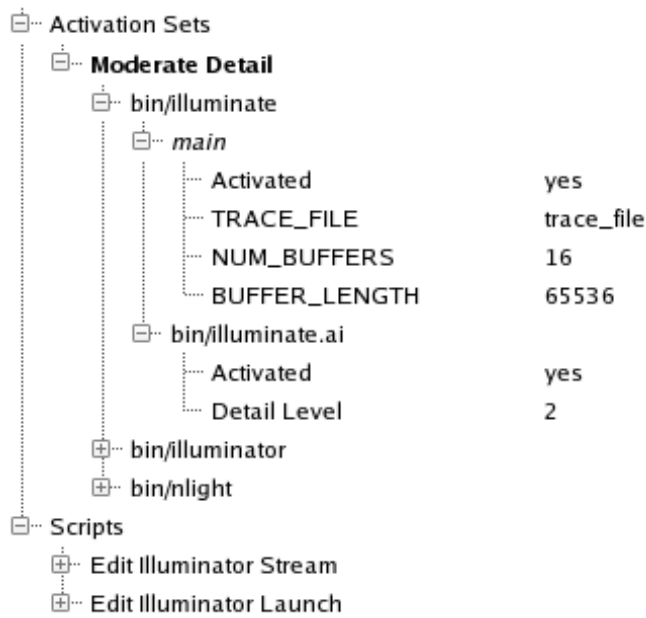 Activation Sets
Moderate Detail
bin/illuminate
main
Activated yes
TRACE_FILE trace_file
NUM_BUFFERS 16
BUFFER_LENGTH 65536
bin/illuminate.ai
Activated yes
Detail Level 2
bin/illuminator
bin/nlight
Scripts
Edit Illuminator Stream
Edit Illuminator Launch